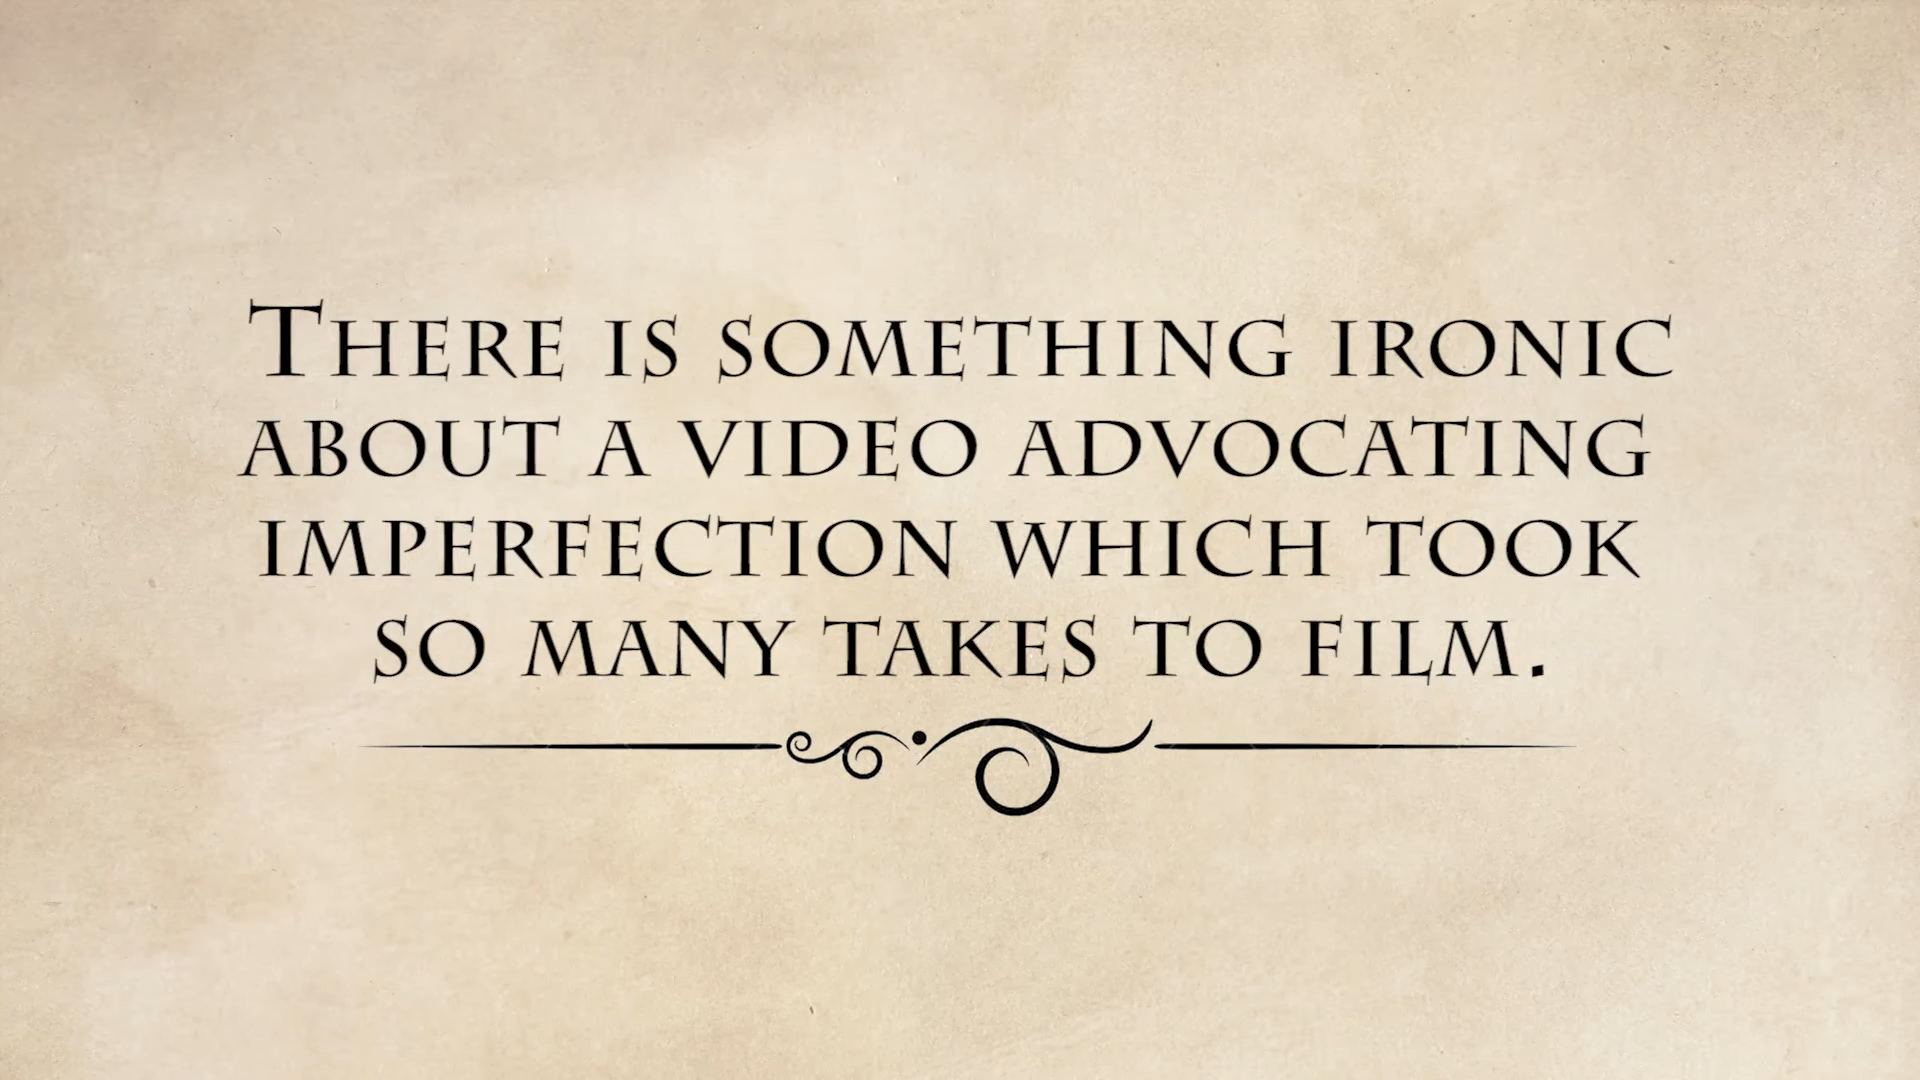 There is something ironic
about a video advocating
imperfection which took
so many takes to film.